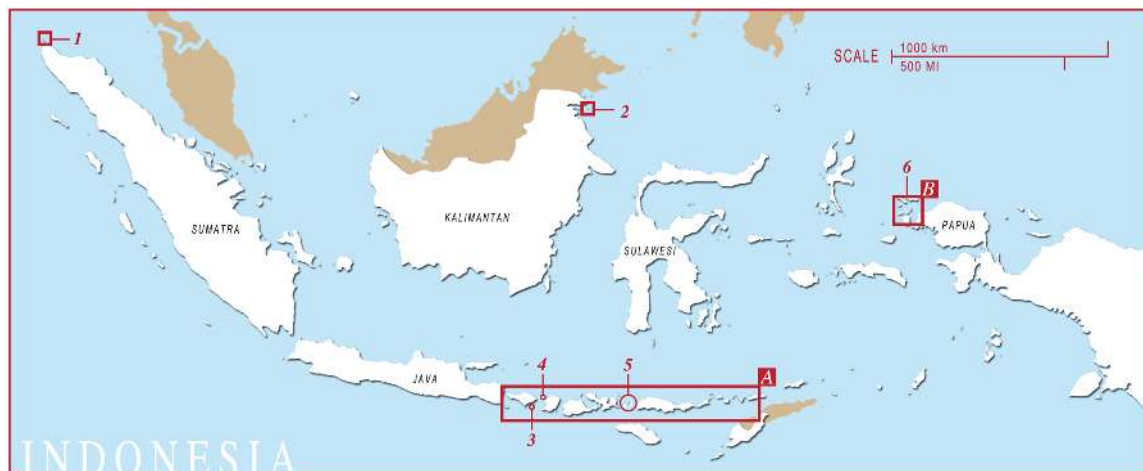 1
SCALE
1000 km
500 MI
2
6
B
KALIMANTAN
SUMATRA
PAPUA
SULAWESI
4
5
A
JAVA
3
INDONESIA